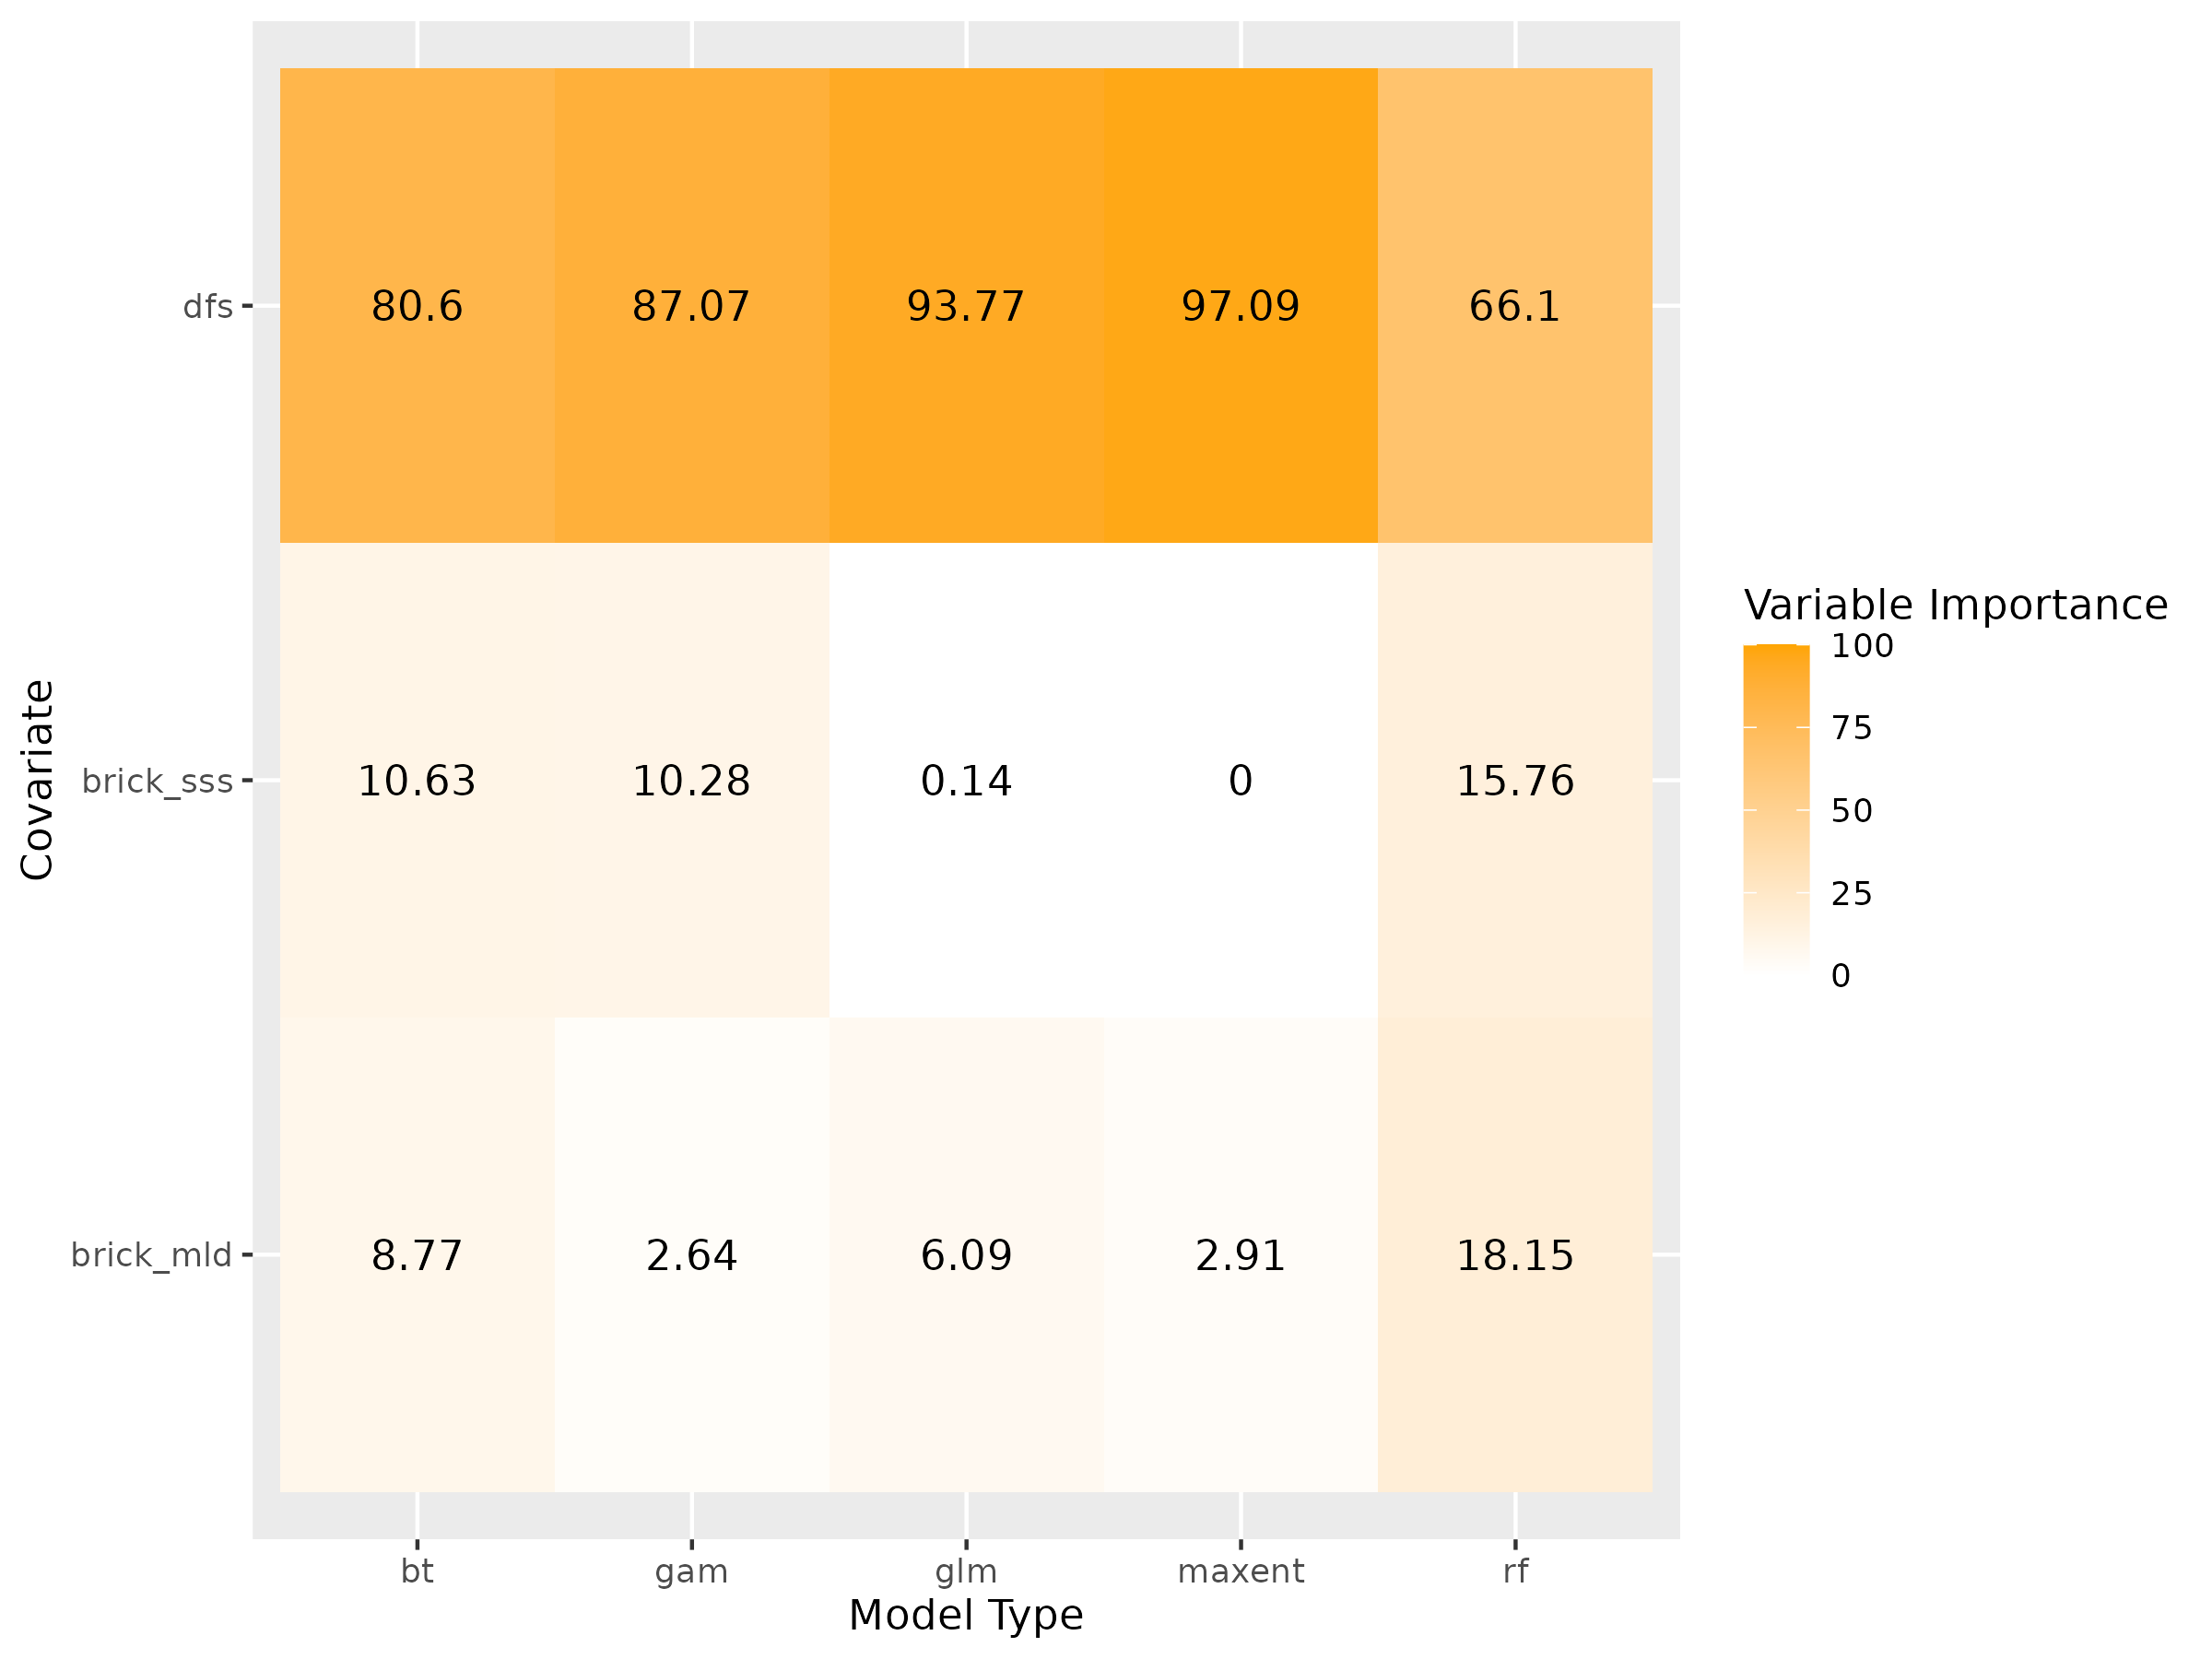 dfs 80.6 87.07 93.77 97.09 66.1
brick_sss 10.63 10.28 0.14 0 15.76
brick_mld 8.77 2.64 6.09 2.91 18.15
bt gam glm maxent rf
Model Type
Covariate
Variable Importance
100
75
50
25
0